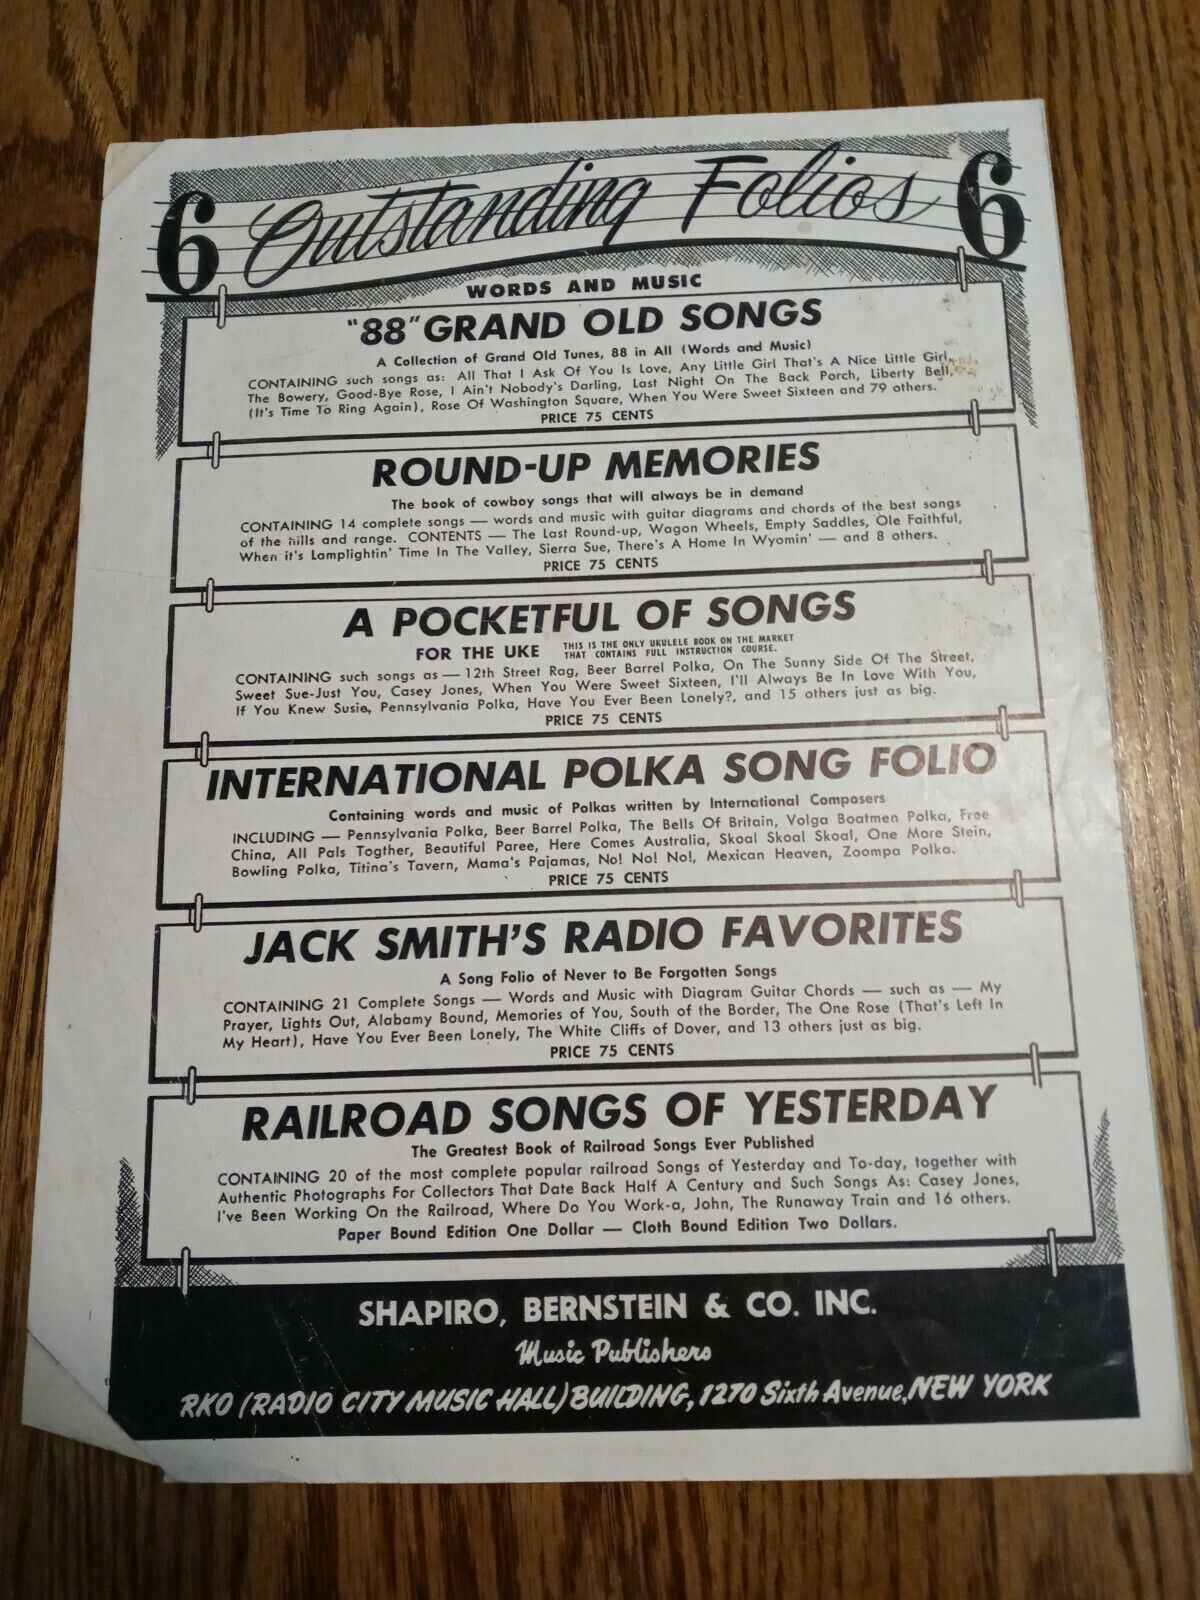 6 Outstanding Folios 6
WORDS AND MUSIC
"88" GRAND OLD SONGS
A Collection of Grand Old Tunes, 88 in All (Words and Music)
CONTAINING such songs as: All That I Ask Of You Is Love, Any Little Girl That's A Nice Little Girl,
The Bowery, Good-Bye Rose, I Ain't Nobody's Darling, Last Night On The Back Porch, Liberty Bell,
(It's Time To Ring Again), Rose Of Washington Square, When You Were Sweet Sixteen and 79 others.
PRICE 75 CENTS
ROUND-UP MEMORIES
The book of cowboy songs that will always be in demand
CONTAINING 14 complete songs — words and music with guitar diagrams and chords of the best songs
of the hills and range. CONTENTS — The Last Round-up, Wagon Wheels, Empty Saddles, Ole Faithful,
When it's Lamplightin' Time In The Valley, Sierra Sue, There's A Home In Wyomin' — and 8 others.
PRICE 75 CENTS
A POCKETFUL OF SONGS
FOR THE UKE THIS IS THE ONLY UKULELE BOOK ON THE MARKET
THAT CONTAINS FULL INSTRUCTION COURSE.
CONTAINING such songs as — 12th Street Rag, Beer Barrel Polka, On The Sunny Side Of The Street,
Sweet Sue-Just You, Casey Jones, When You Were Sweet Sixteen, I'll Always Be In Love With You,
If You Knew Susie, Pennsylvania Polka, Have You Ever Been Lonely?, and 15 others just as big.
PRICE 75 CENTS
INTERNATIONAL POLKA SONG FOLIO
Containing words and music of Polkas written by International Composers
INCLUDING — Pennsylvania Polka, Beer Barrel Polka, The Bells Of Britain, Volga Boatmen Polka, Free
China, All Pals Togther, Beautiful Paree, Here Comes Australia, Skoal Skoal Skoal, One More Stein,
Bowling Polka, Titina's Tavern, Mama's Pajamas, No! No! No!, Mexican Heaven, Zoompa Polka.
PRICE 75 CENTS
JACK SMITH'S RADIO FAVORITES
A Song Folio of Never to Be Forgotten Songs
CONTAINING 21 Complete Songs — Words and Music with Diagram Guitar Chords — such as — My
Prayer, Lights Out, Alabamy Bound, Memories of You, South of the Border, The One Rose (That's Left In
My Heart), Have You Ever Been Lonely, The White Cliffs of Dover, and 13 others just as big.
PRICE 75 CENTS
RAILROAD SONGS OF YESTERDAY
The Greatest Book of Railroad Songs Ever Published
CONTAINING 20 of the most complete popular railroad Songs of Yesterday and To-day, together with
Authentic Photographs For Collectors That Date Back Half A Century and Such Songs As: Casey Jones,
I've Been Working On the Railroad, Where Do You Work-a, John, The Runaway Train and 16 others.
Paper Bound Edition One Dollar — Cloth Bound Edition Two Dollars.
SHAPIRO, BERNSTEIN & CO. INC.
Music Publishers
RKO (RADIO CITY MUSIC HALL) BUILDING, 1270 Sixth Avenue, NEW YORK